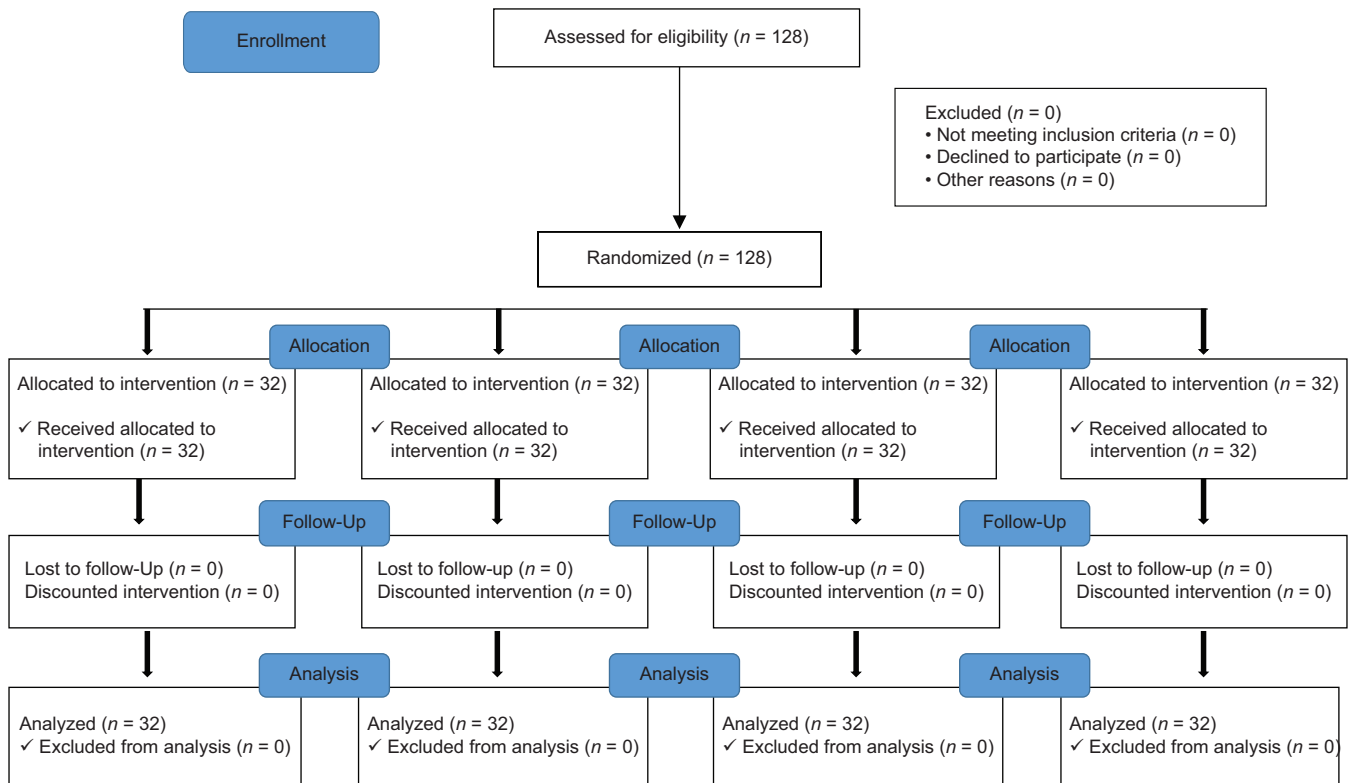 Enrollment
Assessed for eligibility (n = 128)
Excluded (n = 0)
• Not meeting inclusion criteria (n = 0)
• Declined to participate (n = 0)
• Other reasons (n = 0)
Randomized (n = 128)
Allocation
Allocation
Allocation
Allocated to intervention (n = 32)
✓ Received allocated to
intervention (n = 32)
Allocated to intervention (n = 32)
✓ Received allocated to
intervention (n = 32)
Allocated to intervention (n = 32)
✓ Received allocated to
intervention (n = 32)
Allocated to intervention (n = 32)
✓ Received allocated to
intervention (n = 32)
Follow-Up
Follow-Up
Follow-Up
Lost to follow-Up (n = 0)
Discounted intervention (n = 0)
Lost to follow-up (n = 0)
Discounted intervention (n = 0)
Lost to follow-up (n = 0)
Discounted intervention (n = 0)
Lost to follow-up (n = 0)
Discounted intervention (n = 0)
Analysis
Analysis
Analysis
Analyzed (n = 32)
✓ Excluded from analysis (n = 0)
Analyzed (n = 32)
✓ Excluded from analysis (n = 0)
Analyzed (n = 32)
✓ Excluded from analysis (n = 0)
Analyzed (n = 32)
✓ Excluded from analysis (n = 0)